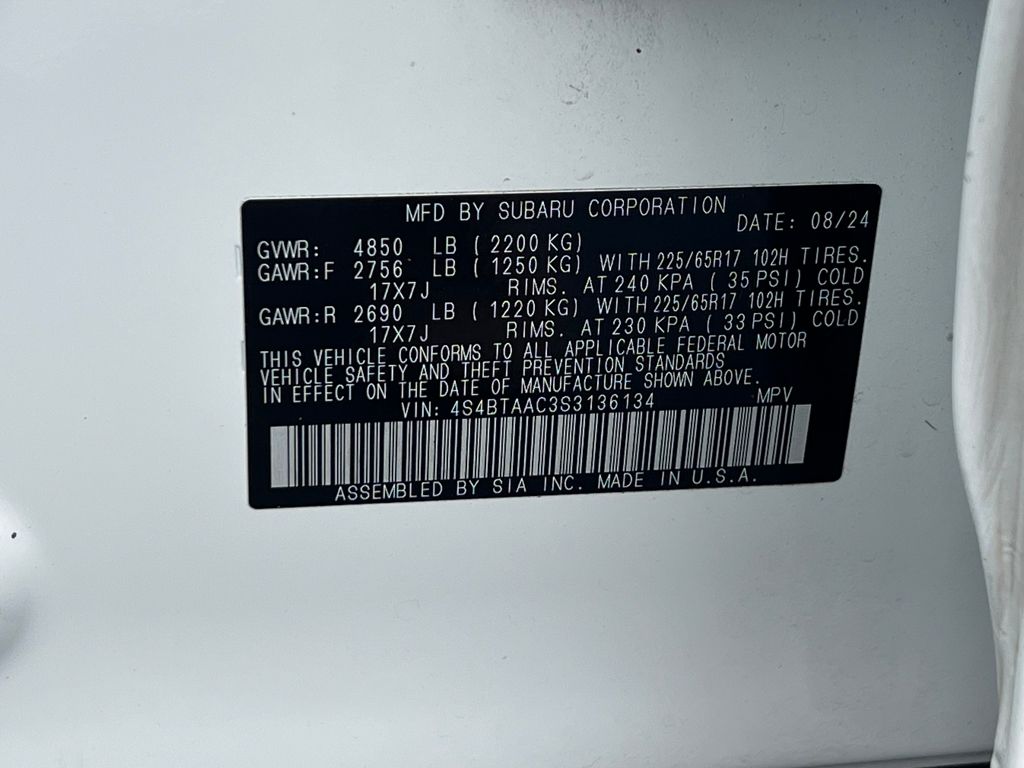 MFD BY SUBARU CORPORATION DATE: 08/24
GVWR: 4850 LB ( 2200 KG)
GAWR:F 2756 LB ( 1250 KG) WITH 225/65R17 102H TIRES.
17X7J RIMS. AT 240 KPA ( 35 PSI) COLD
GAWR:R 2690 LB ( 1220 KG) WITH 225/65R17 102H TIRES.
17X7J RIMS. AT 230 KPA ( 33 PSI) COLD
THIS VEHICLE CONFORMS TO ALL APPLICABLE FEDERAL MOTOR
VEHICLE SAFETY AND THEFT PREVENTION STANDARDS
IN EFFECT ON THE DATE OF MANUFACTURE SHOWN ABOVE.
VIN: 4S4BTAAC3S3136134 MPV
ASSEMBLED BY SIA INC. MADE IN U.S.A.